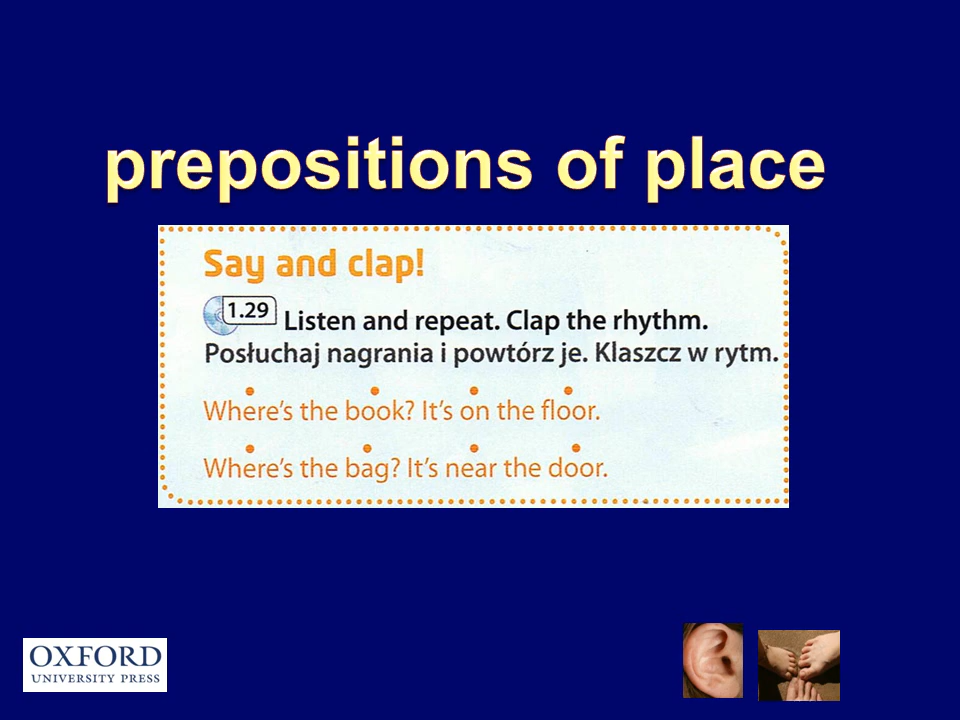 prepositions of place
Say and clap!
1.29 Listen and repeat. Clap the rhythm.
Posłuchaj nagrania i powtórz je. Klaszcz w rytm.
Where's the book? It's on the floor.
Where's the bag? It's near the door.
OXFORD
UNIVERSITY PRESS